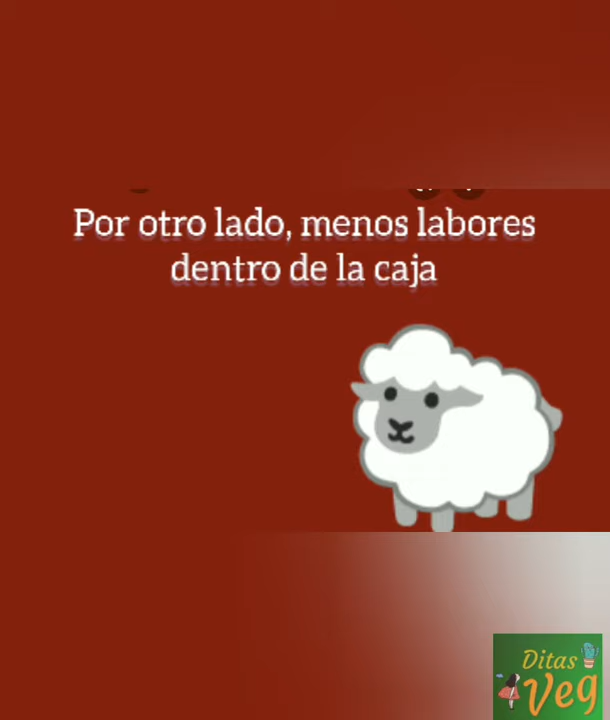 Por otro lado, menos labores
dentro de la caja
Ditas
Veg